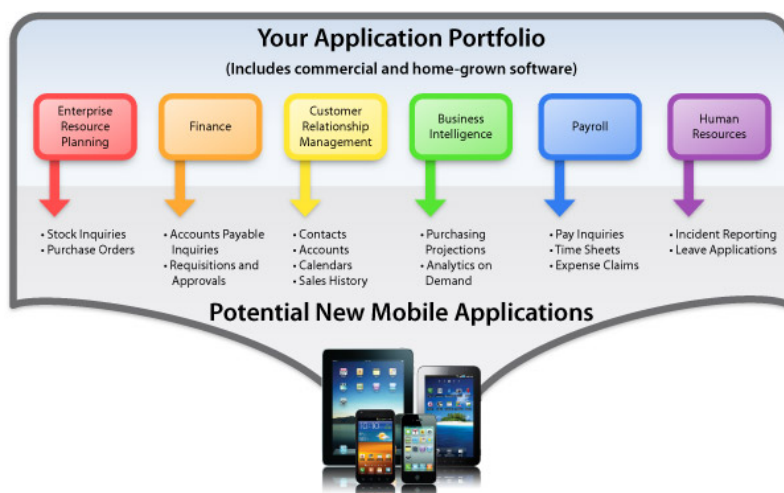 Your Application Portfolio
(Includes commercial and home-grown software)
Enterprise
Resource
Planning
Finance
Customer
Relationship
Management
Business
Intelligence
Payroll
Human
Resources
• Stock Inquiries
• Purchase Orders
• Accounts Payable
Inquiries
• Requisitions and
Approvals
• Contacts
• Accounts
• Calendars
• Sales History
• Purchasing
Projections
• Analytics on
Demand
• Pay Inquiries
• Time Sheets
• Expense Claims
• Incident Reporting
• Leave Applications
Potential New Mobile Applications